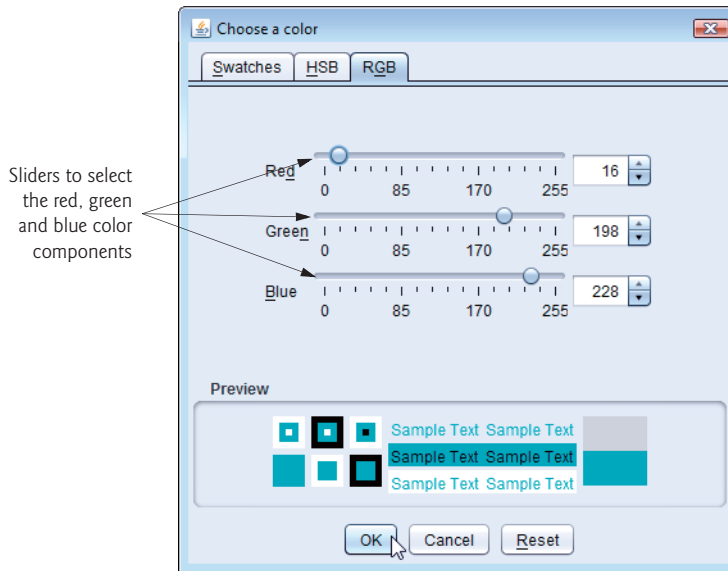 Choose a color
Swatches HSB RGB
Sliders to select
the red, green
and blue color
components
Red 16
0 85 170 255
Green 198
0 85 170 255
Blue 228
0 85 170 255
Preview
Sample Text Sample Text
Sample Text Sample Text
Sample Text Sample Text
OK Cancel Reset